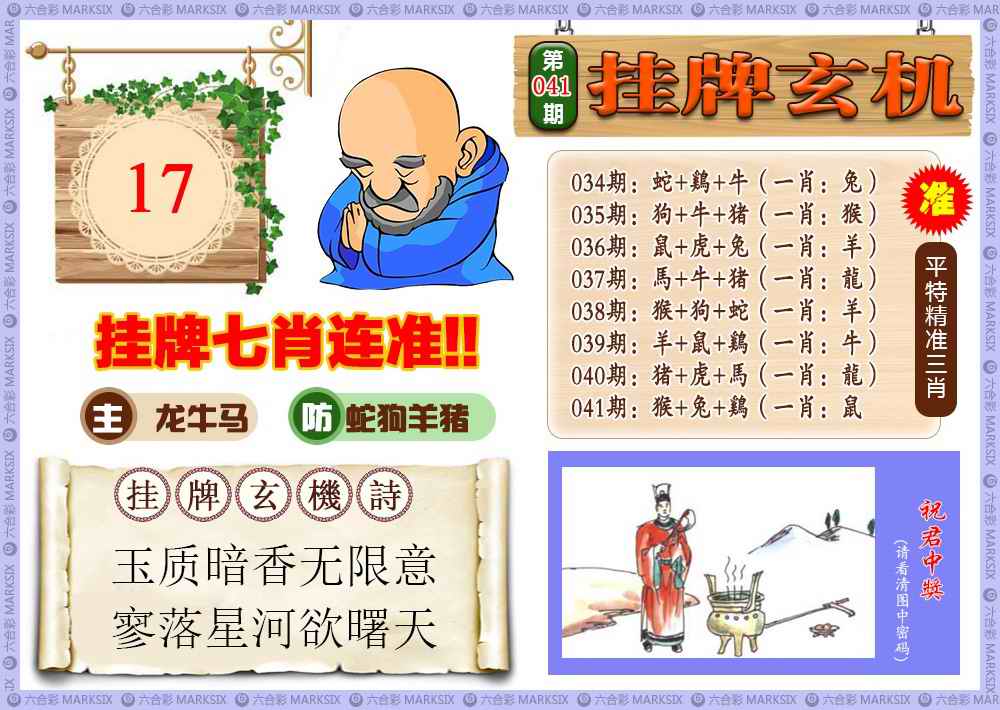 六合彩 MARKSIX
第
041
期
挂牌玄机
17
挂牌七肖连准!!
主 龙牛马
防 蛇狗羊猪
挂牌玄機詩
玉质暗香无限意
寥落星河欲曙天
034期：蛇+鷄+牛（一肖：兔）
035期：狗+牛+猪（一肖：猴）
036期：鼠+虎+兔（一肖：羊）
037期：馬+牛+猪（一肖：龍）
038期：猴+狗+蛇（一肖：羊）
039期：羊+鼠+鷄（一肖：牛）
040期：猪+虎+馬（一肖：龍）
041期：猴+兔+鷄（一肖：鼠
准
平特精准三肖
祝君中獎
（请看清图中密码）